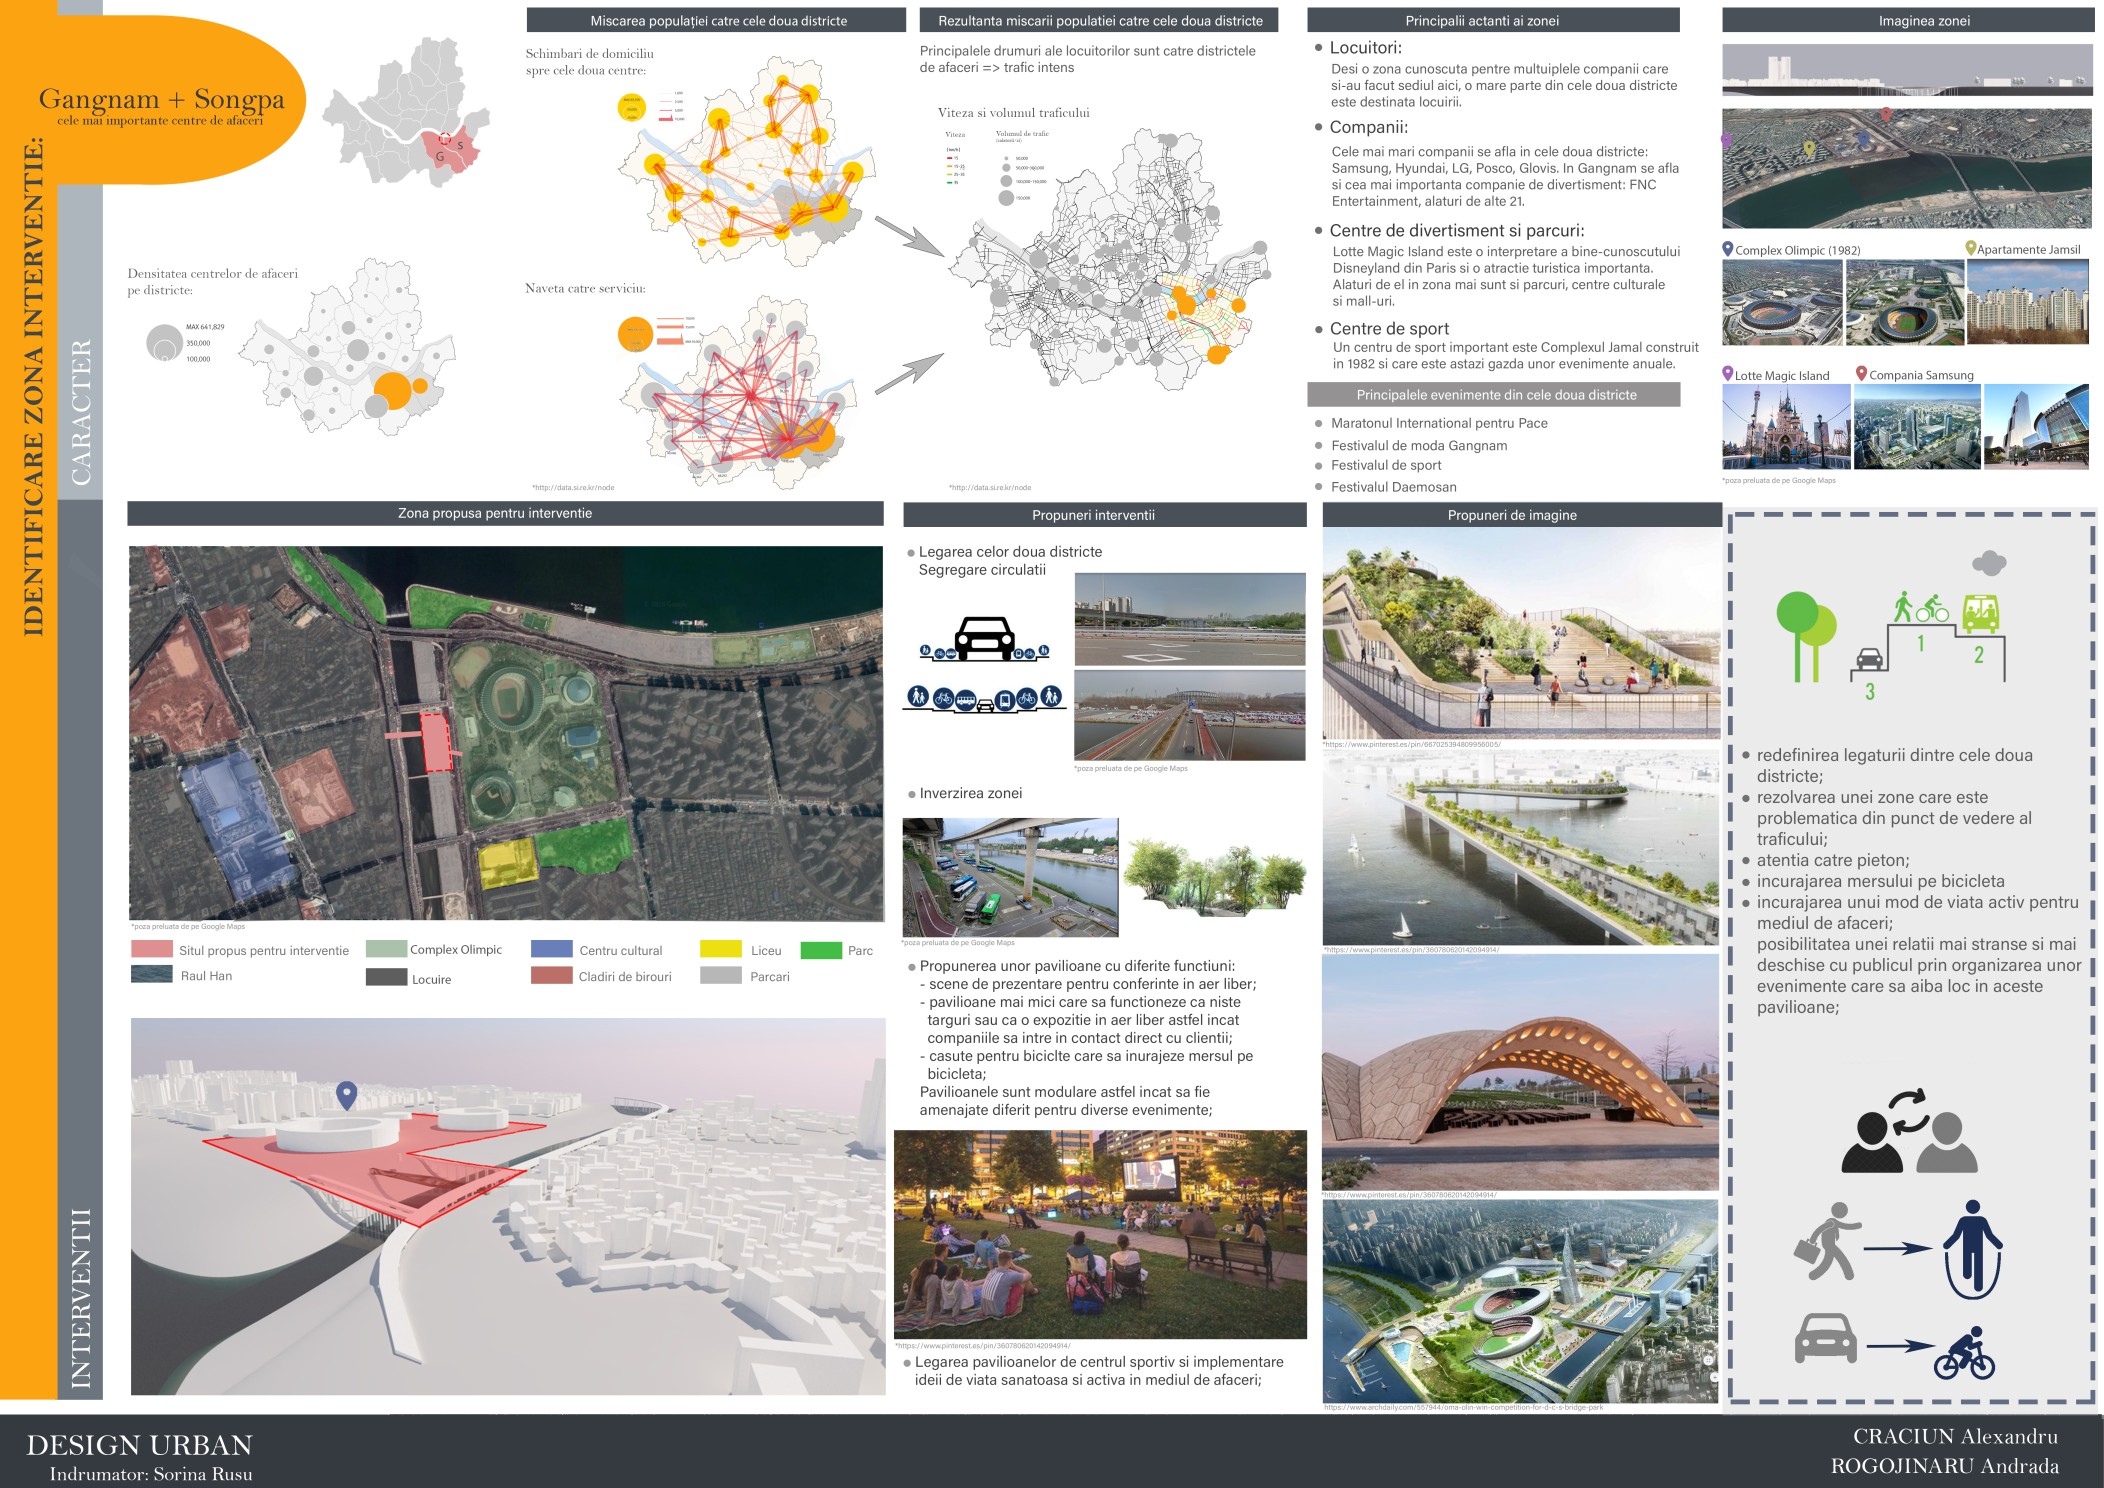 IDENTIFICARE ZONA INTERVENTIE:
CARACTER
INTERVENTII
Gangnam + Songpa
cele mai importante centre de afaceri
G
S
Densitatea centrelor de afaceri
pe districte:
MAX 641,829
350,000
100,000
Miscarea populației catre cele doua districte
Schimbari de domiciliu
spre cele doua centre:
Naveta catre serviciu:
*http://data.si.re.kr/node
Rezultanta miscarii populatiei catre cele doua districte
Principalele drumuri ale locuitorilor sunt catre districtele
de afaceri => trafic intens
Viteza si volumul traficului
Viteza
Volumul de trafic
*http://data.si.re.kr/node
Principalii actanti ai zonei
Locuitori:
Desi o zona cunoscuta pentru multuiplele companii care
si-au facut sediul aici, o mare parte din cele doua districte
este destinata locuirii.
Companii:
Cele mai mari companii se afla in cele doua districte:
Samsung, Hyundai, LG, Posco, Glovis. In Gangnam se afla
si cea mai importanta companie de divertisment: FNC
Entertainment, alaturi de alte 21.
Centre de divertisment si parcuri:
Lotte Magic Island este o interpretare a bine-cunoscutului
Disneyland din Paris si o atractie turistica importanta.
Alaturi de el in zona mai sunt si parcuri, centre culturale
si mall-uri.
Centre de sport
Un centru de sport important este Complexul Jamal construit
in 1982 si care este astazi gazda unor evenimente anuale.
Principalele evenimente din cele doua districte
Maratonul International pentru Pace
Festivalul de moda Gangnam
Festivalul de sport
Festivalul Daemosan
Imaginea zonei
Complex Olimpic (1982)
Apartamente Jamsil
Lotte Magic Island
Compania Samsung
*poza preluata de pe Google Maps
Zona propusa pentru interventie
*poza preluata de pe Google Maps
Situl propus pentru interventie
Complex Olimpic
Centru cultural
Liceu
Parc
Raul Han
Locuire
Cladiri de birouri
Parcari
Propuneri interventii
Legarea celor doua districte
Segregare circulatii
*poza preluata de pe Google Maps
Inverzirea zonei
*poza preluata de pe Google Maps
Propunerea unor pavilioane cu diferite functiuni:
- scene de prezentare pentru conferinte in aer liber;
- pavilioane mai mici care sa functioneze ca niste
targuri sau ca o expozitie in aer liber astfel incat
companiile sa intre in contact direct cu clientii;
- casute pentru biciclte care sa inurajeze mersul pe
bicicleta;
Pavilioanele sunt modulare astfel incat sa fie
amenajate diferit pentru diverse evenimente;
*https://www.pinterest.es/pin/360780620142094914/
Legarea pavilioanelor de centrul sportiv si implementare
ideii de viata sanatoasa si activa in mediul de afaceri;
Propuneri de imagine
*https://www.pinterest.es/pin/667025394809956005/
*https://www.pinterest.es/pin/360780620142094914/
*https://www.pinterest.es/pin/360780620142094914/
https://www.archdaily.com/557944/oma-olin-win-competition-for-d-c-s-bridge-park
1
2
3
redefinirea legaturii dintre cele doua
districte;
rezolvarea unei zone care este
problematica din punct de vedere al
traficului;
atentia catre pieton;
incurajarea mersului pe bicicleta
incurajarea unui mod de viata activ pentru
mediul de afaceri;
posibilitatea unei relatii mai stranse si mai
deschise cu publicul prin organizarea unor
evenimente care sa aiba loc in aceste
pavilioane;
DESIGN URBAN
Indrumator: Sorina Rusu
CRACIUN Alexandru
ROGOJINARU Andrada